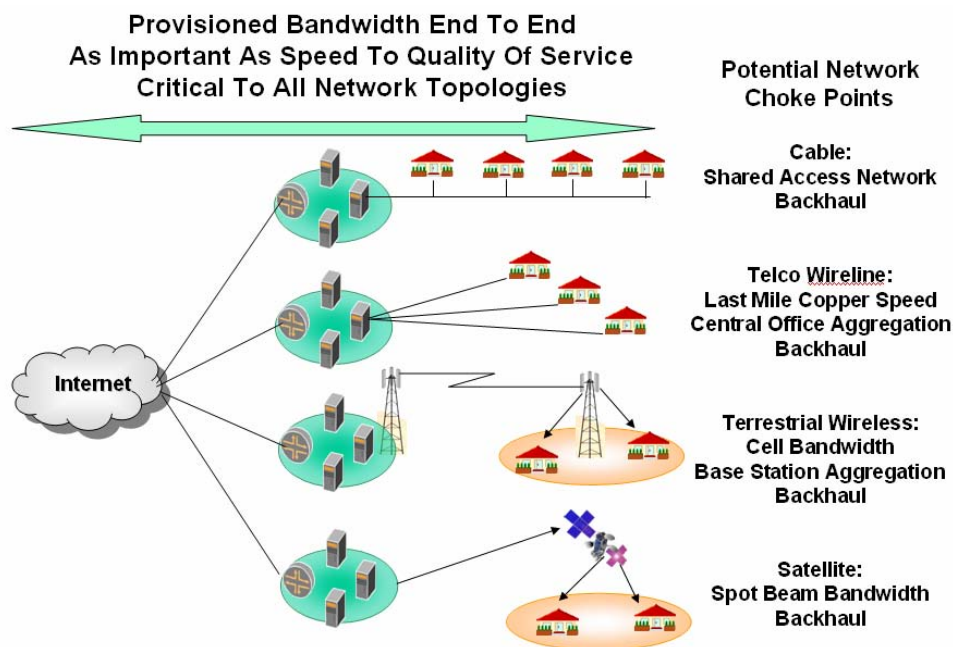 Provisioned Bandwidth End To End
As Important As Speed To Quality Of Service
Critical To All Network Topologies
Potential Network
Choke Points
Cable:
Shared Access Network
Backhaul
Telco Wireline:
Last Mile Copper Speed
Central Office Aggregation
Backhaul
Internet
Terrestrial Wireless:
Cell Bandwidth
Base Station Aggregation
Backhaul
Satellite:
Spot Beam Bandwidth
Backhaul